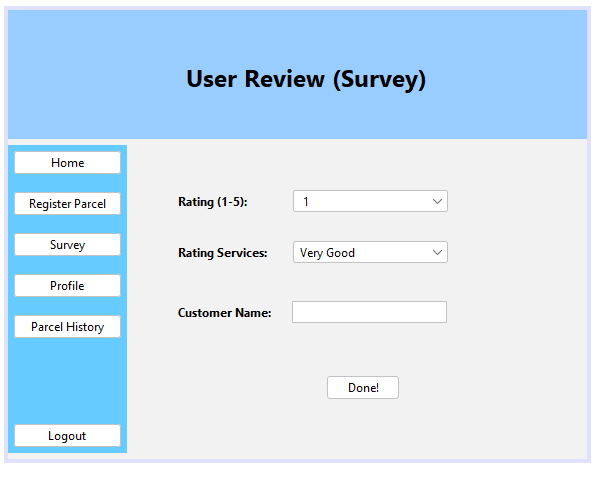 User Review (Survey)
Home
Register Parcel
Survey
Profile
Parcel History
Logout
Rating (1-5):
1
Rating Services:
Very Good
Customer Name:
Done!